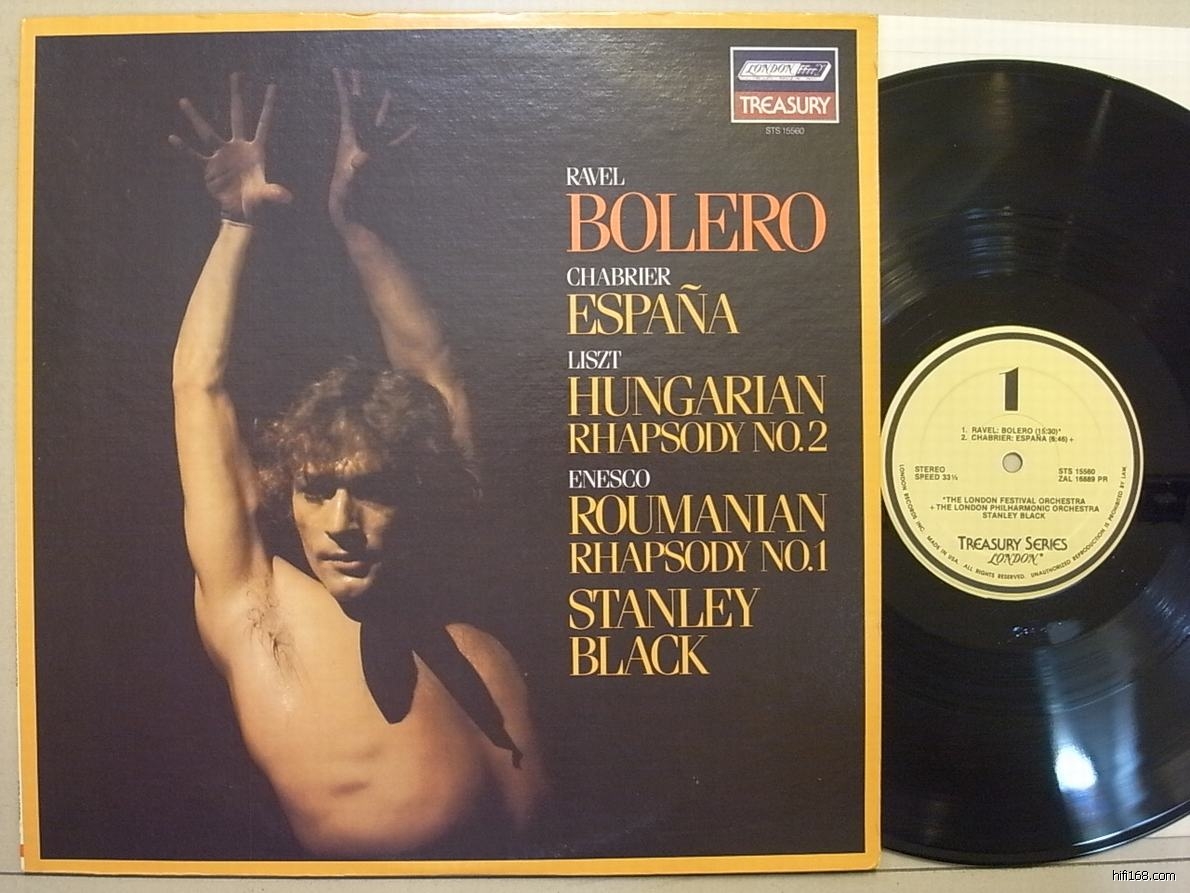 LONDON ffrr
TREASURY
STS 15560
RAVEL
BOLERO
CHABRIER
ESPAÑA
LISZT
HUNGARIAN
RHAPSODY NO.2
ENESCO
ROUMANIAN
RHAPSODY NO.1
STANLEY
BLACK
1
1. RAVEL: BOLERO (15:30)*
2. CHABRIER: ESPAÑA (6:46) +
STEREO
SPEED 33⅓
STS 15560
ZAL 16889 PR
*THE LONDON FESTIVAL ORCHESTRA
+ THE LONDON PHILHARMONIC ORCHESTRA
STANLEY BLACK
TREASURY SERIES
LONDON®
LONDON RECORDS INC. MADE IN USA. ALL RIGHTS RESERVED. UNAUTHORIZED REPRODUCTION IS PROHIBITED BY LAW.
hifi168.com